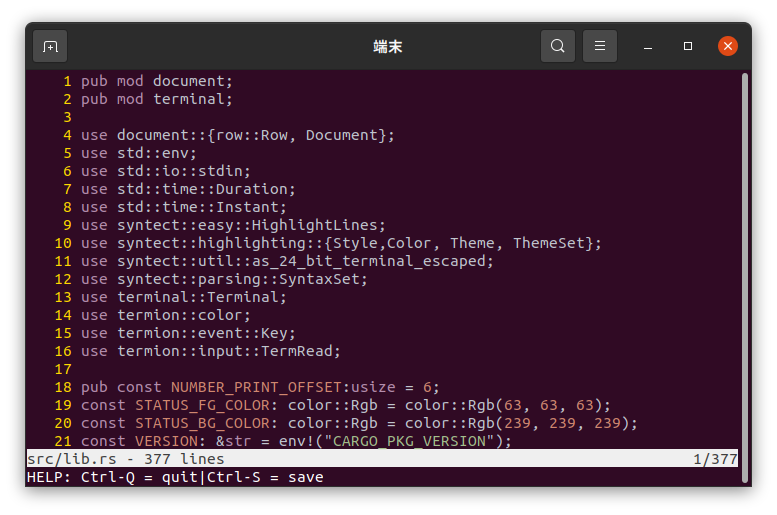 端末
1 pub mod document;
2 pub mod terminal;
3
4 use document::{row::Row, Document};
5 use std::env;
6 use std::io::stdin;
7 use std::time::Duration;
8 use std::time::Instant;
9 use syntect::easy::HighlightLines;
10 use syntect::highlighting::{Style,Color, Theme, ThemeSet};
11 use syntect::util::as_24_bit_terminal_escaped;
12 use syntect::parsing::SyntaxSet;
13 use terminal::Terminal;
14 use termion::color;
15 use termion::event::Key;
16 use termion::input::TermRead;
17
18 pub const NUMBER_PRINT_OFFSET:usize = 6;
19 const STATUS_FG_COLOR: color::Rgb = color::Rgb(63, 63, 63);
20 const STATUS_BG_COLOR: color::Rgb = color::Rgb(239, 239, 239);
21 const VERSION: &str = env!("CARGO_PKG_VERSION");
src/lib.rs - 377 lines 1/377
HELP: Ctrl-Q = quit|Ctrl-S = save